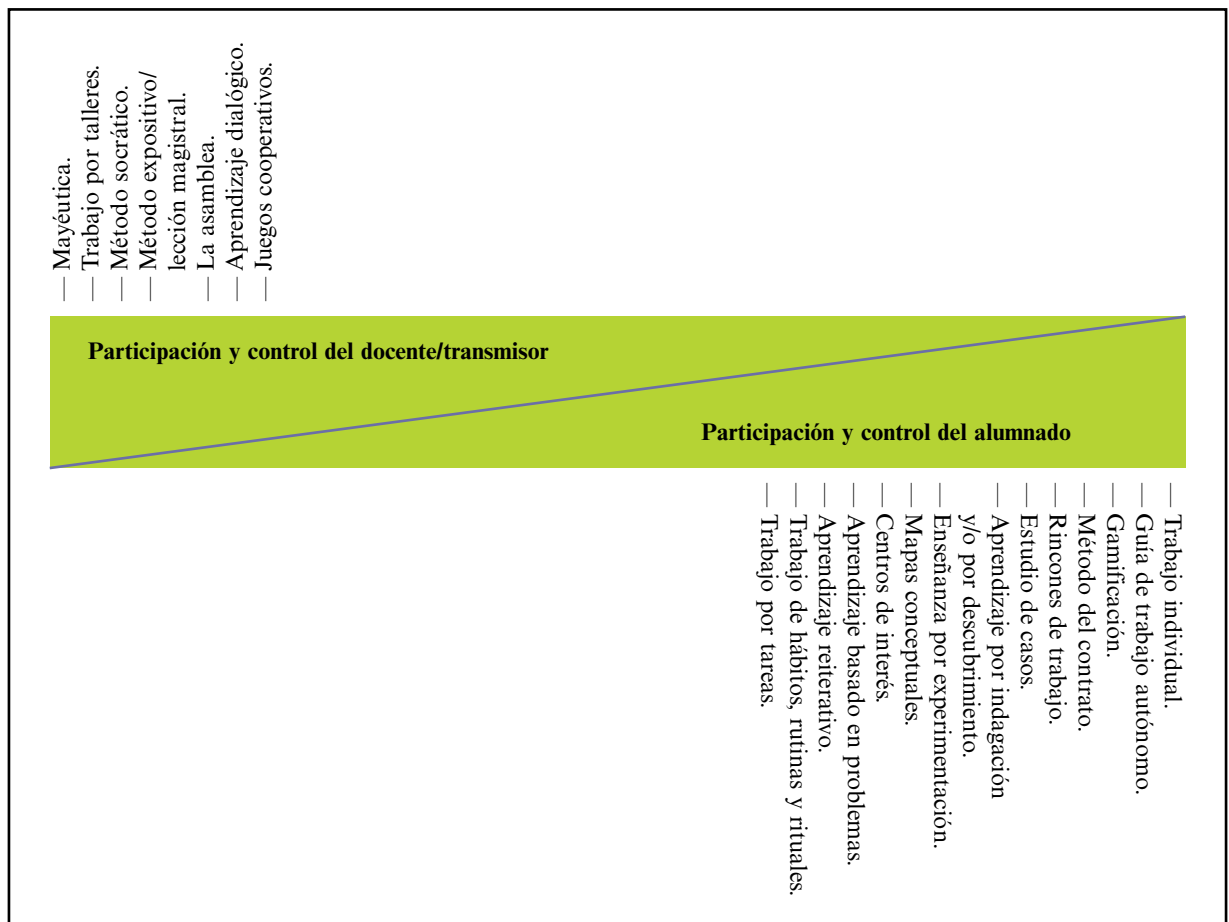 — Mayéutica.
— Trabajo por talleres.
— Método socrático.
— Método expositivo/
lección magistral.
— La asamblea.
— Aprendizaje dialógico.
— Juegos cooperativos.
Participación y control del docente/transmisor
Participación y control del alumnado
— Trabajo individual.
— Guía de trabajo autónomo.
— Gamificación.
— Método del contrato.
— Rincones de trabajo.
— Estudio de casos.
— Aprendizaje por indagación
y/o por descubrimiento.
— Enseñanza por experimentación.
— Mapas conceptuales.
— Centros de interés.
— Aprendizaje basado en problemas.
— Aprendizaje reiterativo.
— Trabajo de hábitos, rutinas y rituales.
— Trabajo por tareas.